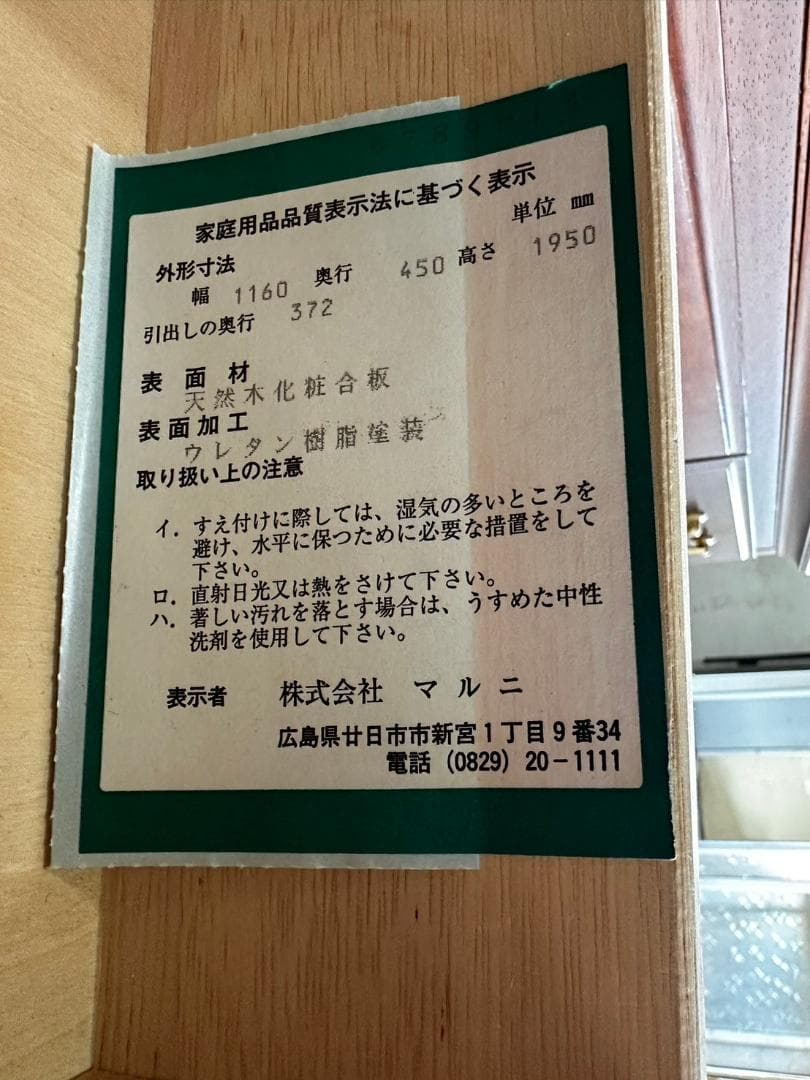 家庭用品品質表示法に基づく表示
単位 ㎜
外形寸法
幅 1160 奥行 450 高さ 1950
引出しの奥行 372
表面材
天然木化粧合板
表面加工
ウレタン樹脂塗装
取り扱い上の注意
イ．すえ付けに際しては、湿気の多いところを
避け、水平に保つために必要な措置をして
下さい。
ロ．直射日光又は熱をさけて下さい。
ハ．著しい汚れを落とす場合は、うすめた中性
洗剤を使用して下さい。
表示者 株式会社 マルニ
広島県廿日市市新宮1丁目9番34
電話 (0829) 20-1111